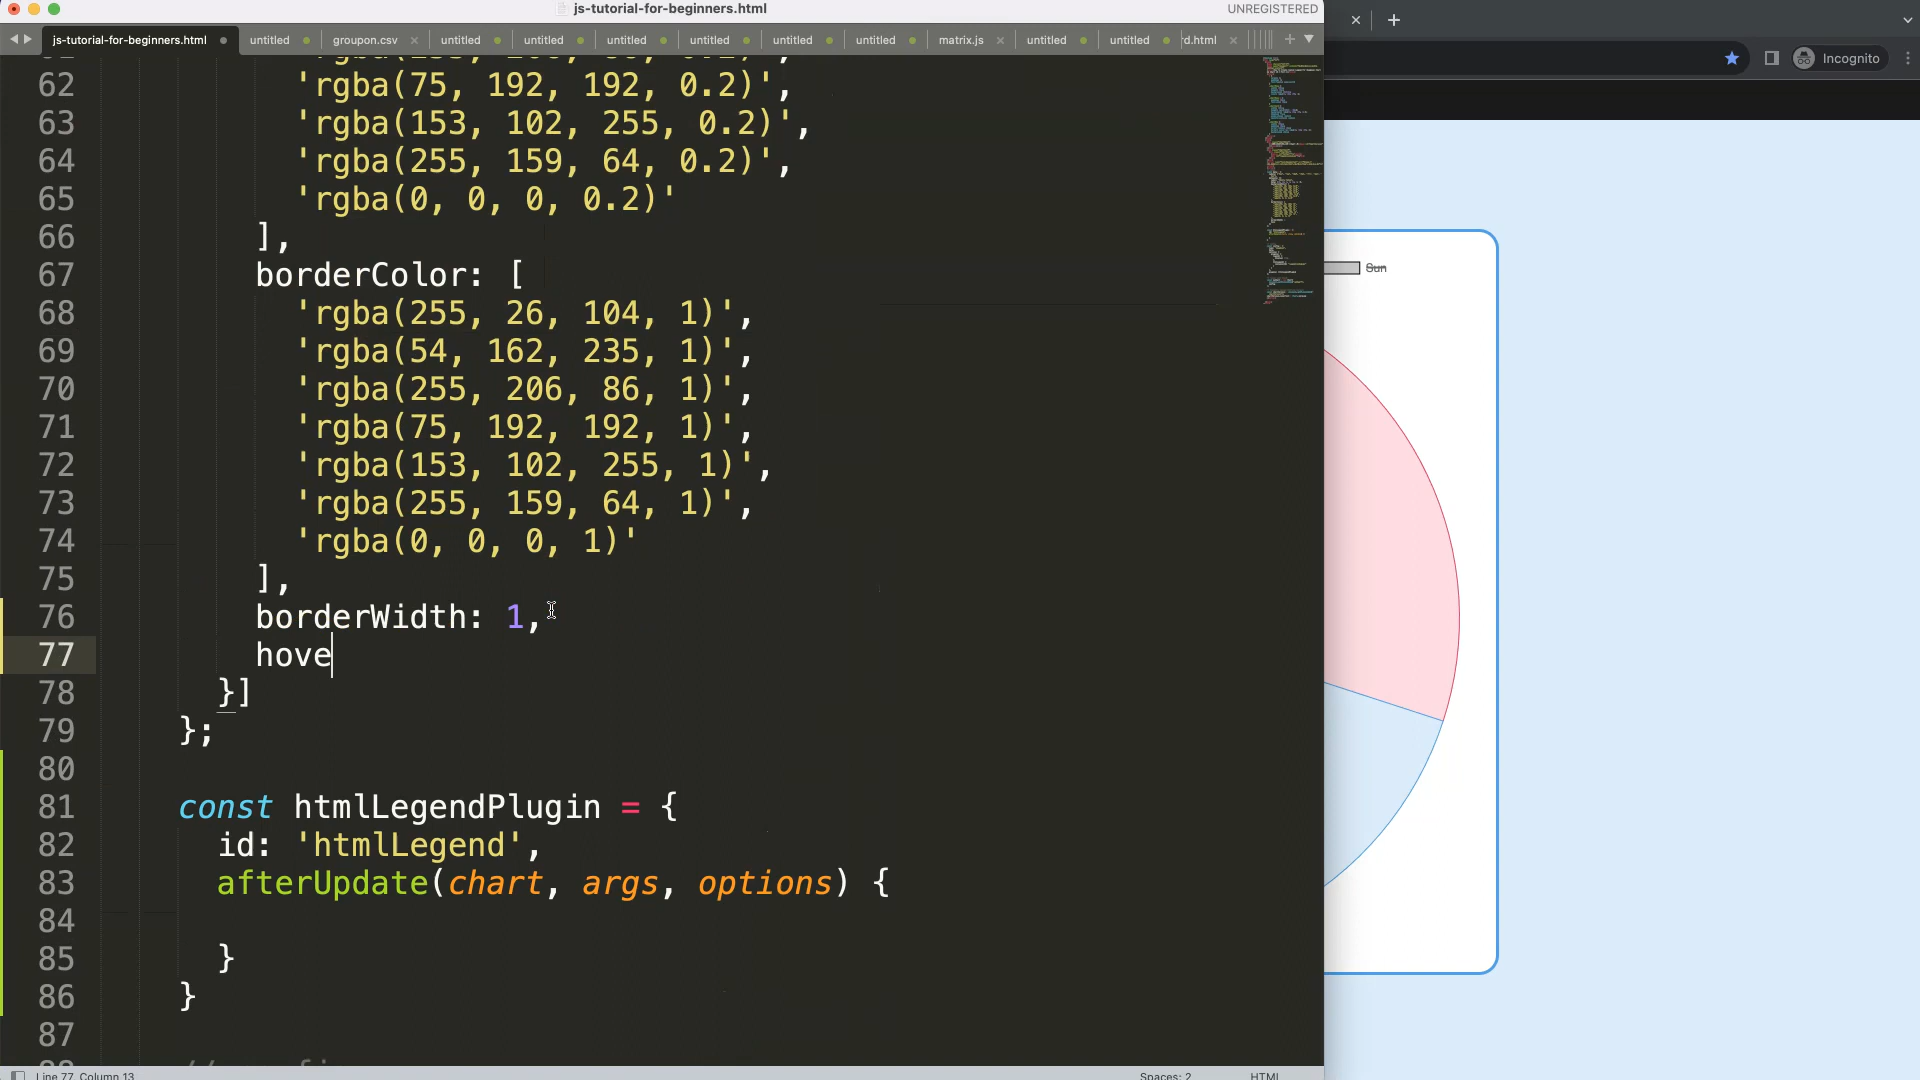 js-tutorial-for-beginners.html
UNREGISTERED
js-tutorial-for-beginners.html untitled groupon.csv untitled untitled untitled untitled untitled untitled matrix.js untitled untitled d.html
Incognito
62 'rgba(75, 192, 192, 0.2)',
63 'rgba(153, 102, 255, 0.2)',
64 'rgba(255, 159, 64, 0.2)',
65 'rgba(0, 0, 0, 0.2)'
66 ],
67 borderColor: [
68 'rgba(255, 26, 104, 1)',
69 'rgba(54, 162, 235, 1)',
70 'rgba(255, 206, 86, 1)',
71 'rgba(75, 192, 192, 1)',
72 'rgba(153, 102, 255, 1)',
73 'rgba(255, 159, 64, 1)',
74 'rgba(0, 0, 0, 1)'
75 ],
76 borderWidth: 1,
77 hove
78 }]
79 };
80
81 const htmlLegendPlugin = {
82 id: 'htmlLegend',
83 afterUpdate(chart, args, options) {
84
85 }
86 }
87
Sun
Line 77, Column 13
Spaces: 2
HTML